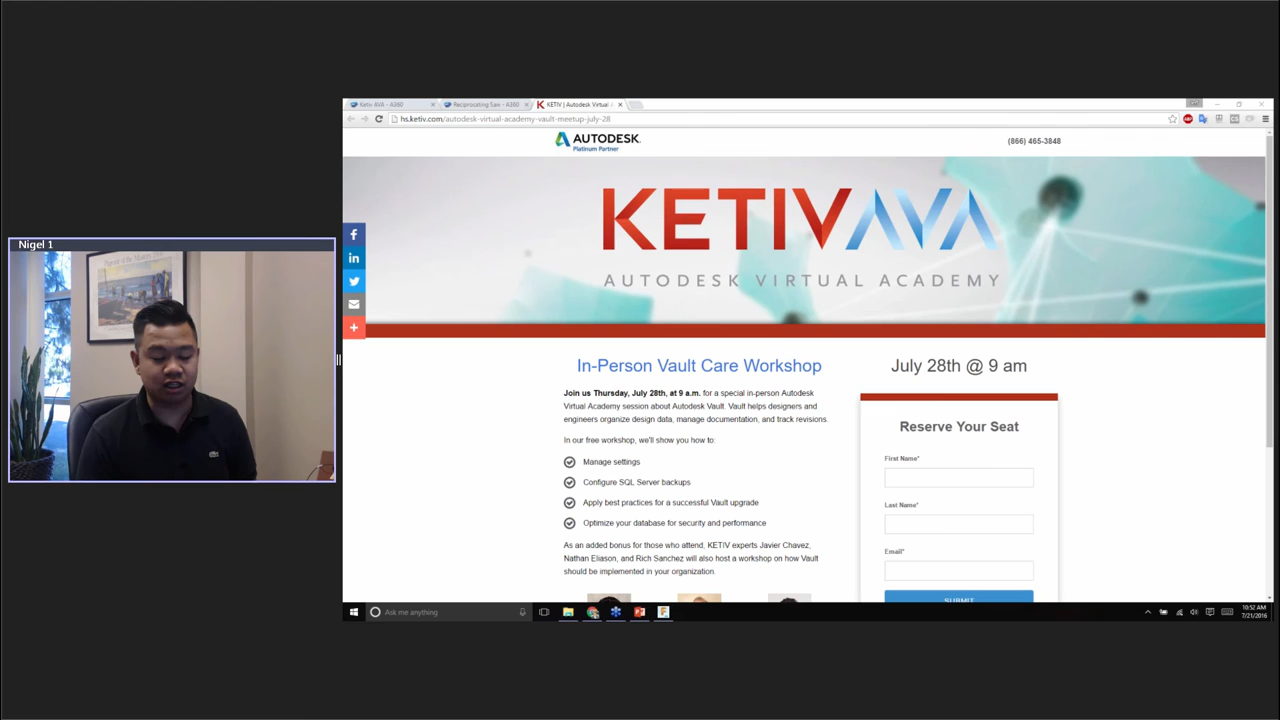 Nigel 1
Ketiv AVA - A360
Reciprocating Saw - A360
KETIV | Autodesk Virtual
hs.ketiv.com/autodesk-virtual-academy-vault-meetup-july-28
AUTODESK.
Platinum Partner
(866) 465-3848
KETIVAVA
AUTODESK VIRTUAL ACADEMY
In-Person Vault Care Workshop
July 28th @ 9 am
Join us Thursday, July 28th, at 9 a.m. for a special in-person Autodesk
Virtual Academy session about Autodesk Vault. Vault helps designers and
engineers organize design data, manage documentation, and track revisions.
In our free workshop, we'll show you how to:
Manage settings
Configure SQL Server backups
Apply best practices for a successful Vault upgrade
Optimize your database for security and performance
As an added bonus for those who attend, KETIV experts Javier Chavez,
Nathan Eliason, and Rich Sanchez will also host a workshop on how Vault
should be implemented in your organization.
Reserve Your Seat
First Name*
Last Name*
Email*
SUBMIT
Ask me anything
10:52 AM
7/21/2016